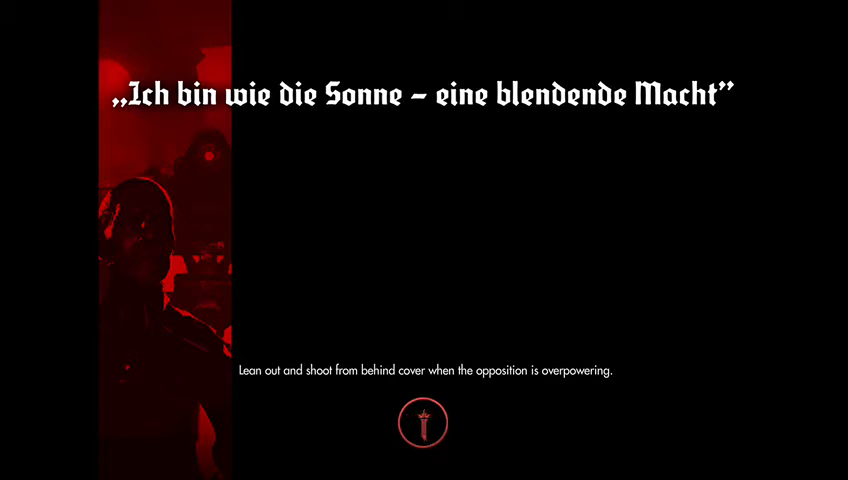 „Ich bin wie die Sonne – eine blendende Macht”
Lean out and shoot from behind cover when the opposition is overpowering.